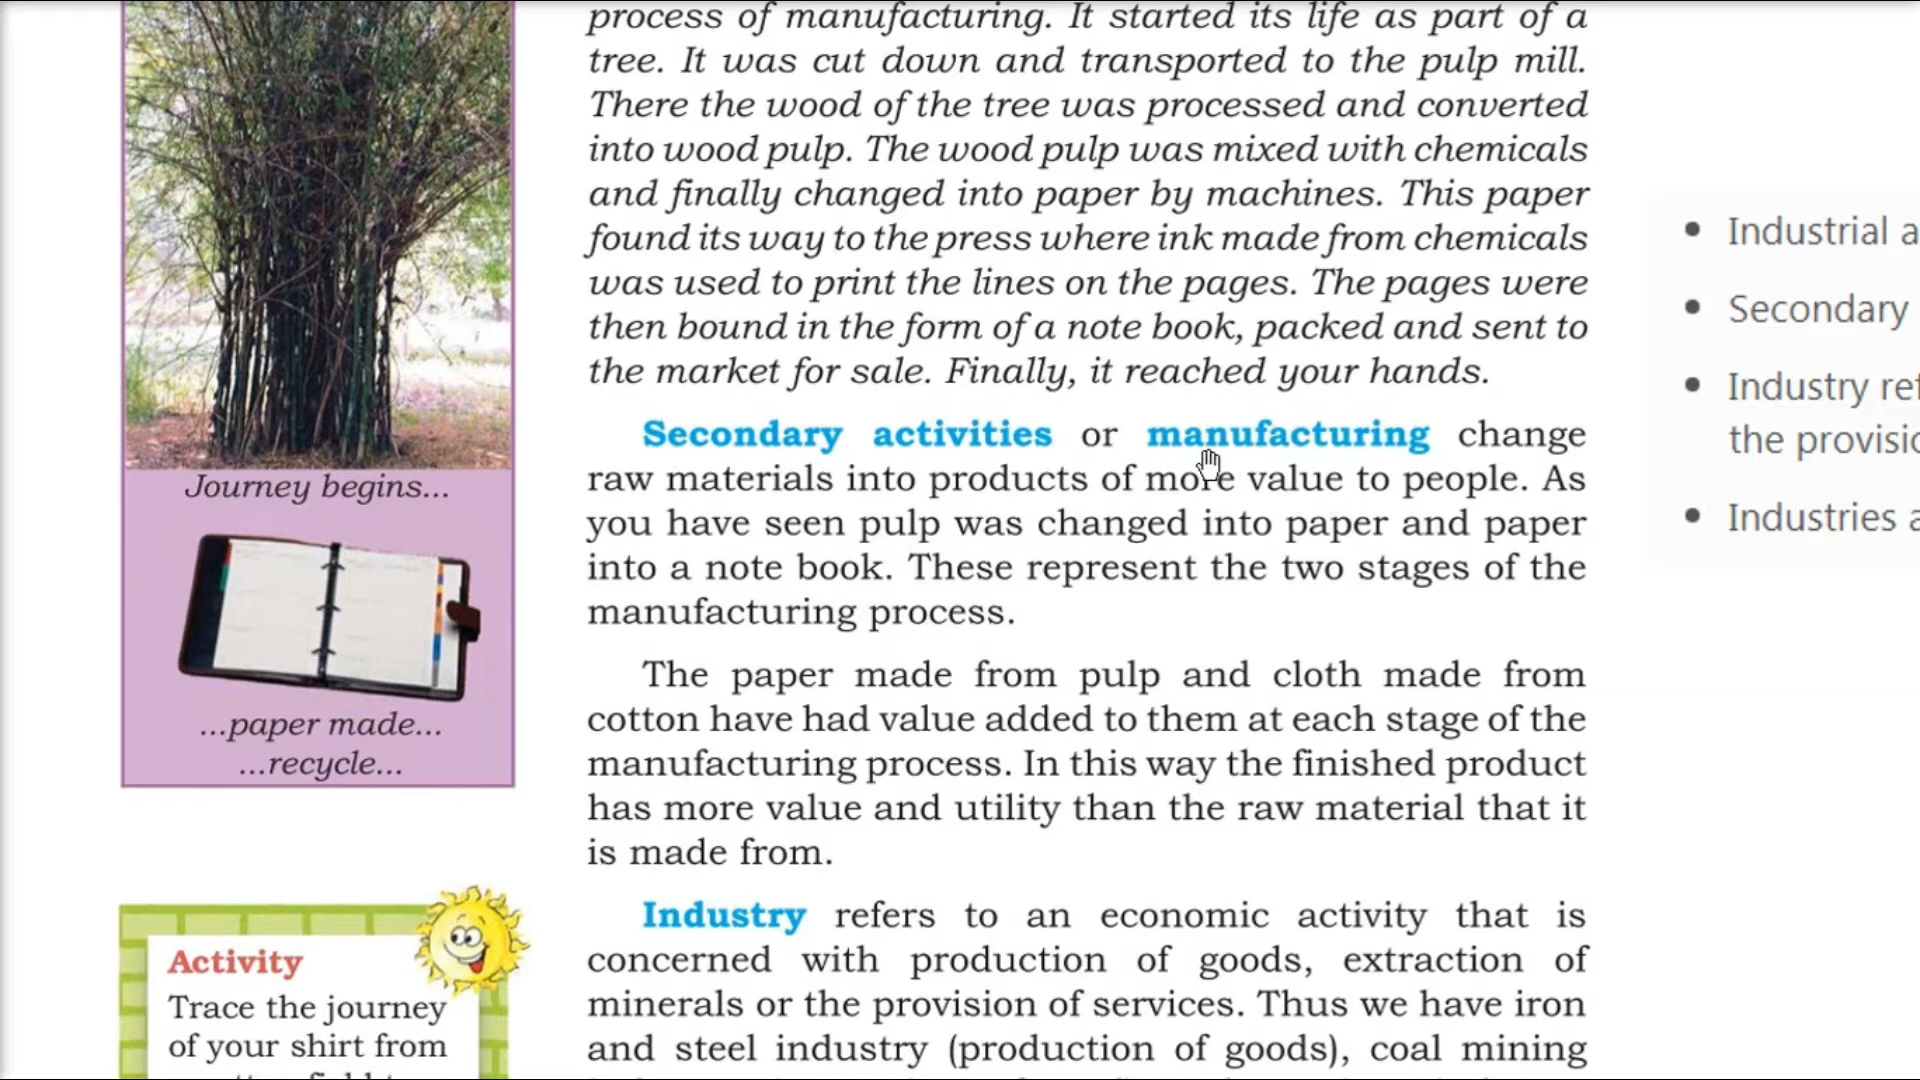 Journey begins...
...paper made...
...recycle...
Activity
Trace the journey
of your shirt from
process of manufacturing. It started its life as part of a
tree. It was cut down and transported to the pulp mill.
There the wood of the tree was processed and converted
into wood pulp. The wood pulp was mixed with chemicals
and finally changed into paper by machines. This paper
found its way to the press where ink made from chemicals
was used to print the lines on the pages. The pages were
then bound in the form of a note book, packed and sent to
the market for sale. Finally, it reached your hands.
Secondary activities or manufacturing change
raw materials into products of more value to people. As
you have seen pulp was changed into paper and paper
into a note book. These represent the two stages of the
manufacturing process.
The paper made from pulp and cloth made from
cotton have had value added to them at each stage of the
manufacturing process. In this way the finished product
has more value and utility than the raw material that it
is made from.
Industry refers to an economic activity that is
concerned with production of goods, extraction of
minerals or the provision of services. Thus we have iron
and steel industry (production of goods), coal mining
• Industrial a
• Secondary
• Industry ref
the provisio
• Industries a